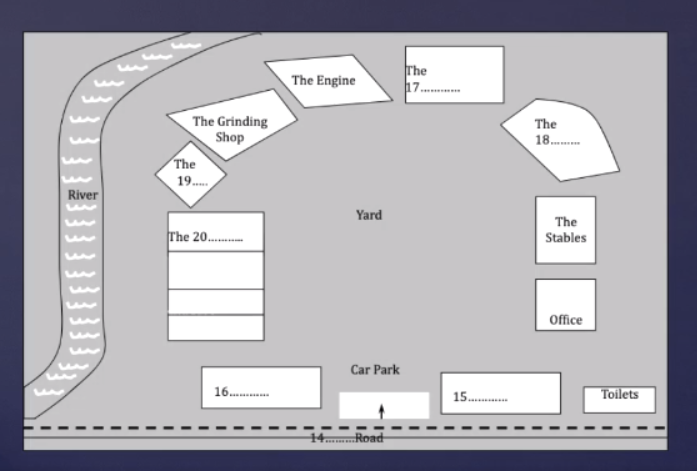 The Engine
The
17.............
The Grinding
Shop
The
18.........
The
19.....
River
The
Stables
Yard
The 20...........
Office
Car Park
16............
15............
Toilets
14.........Road